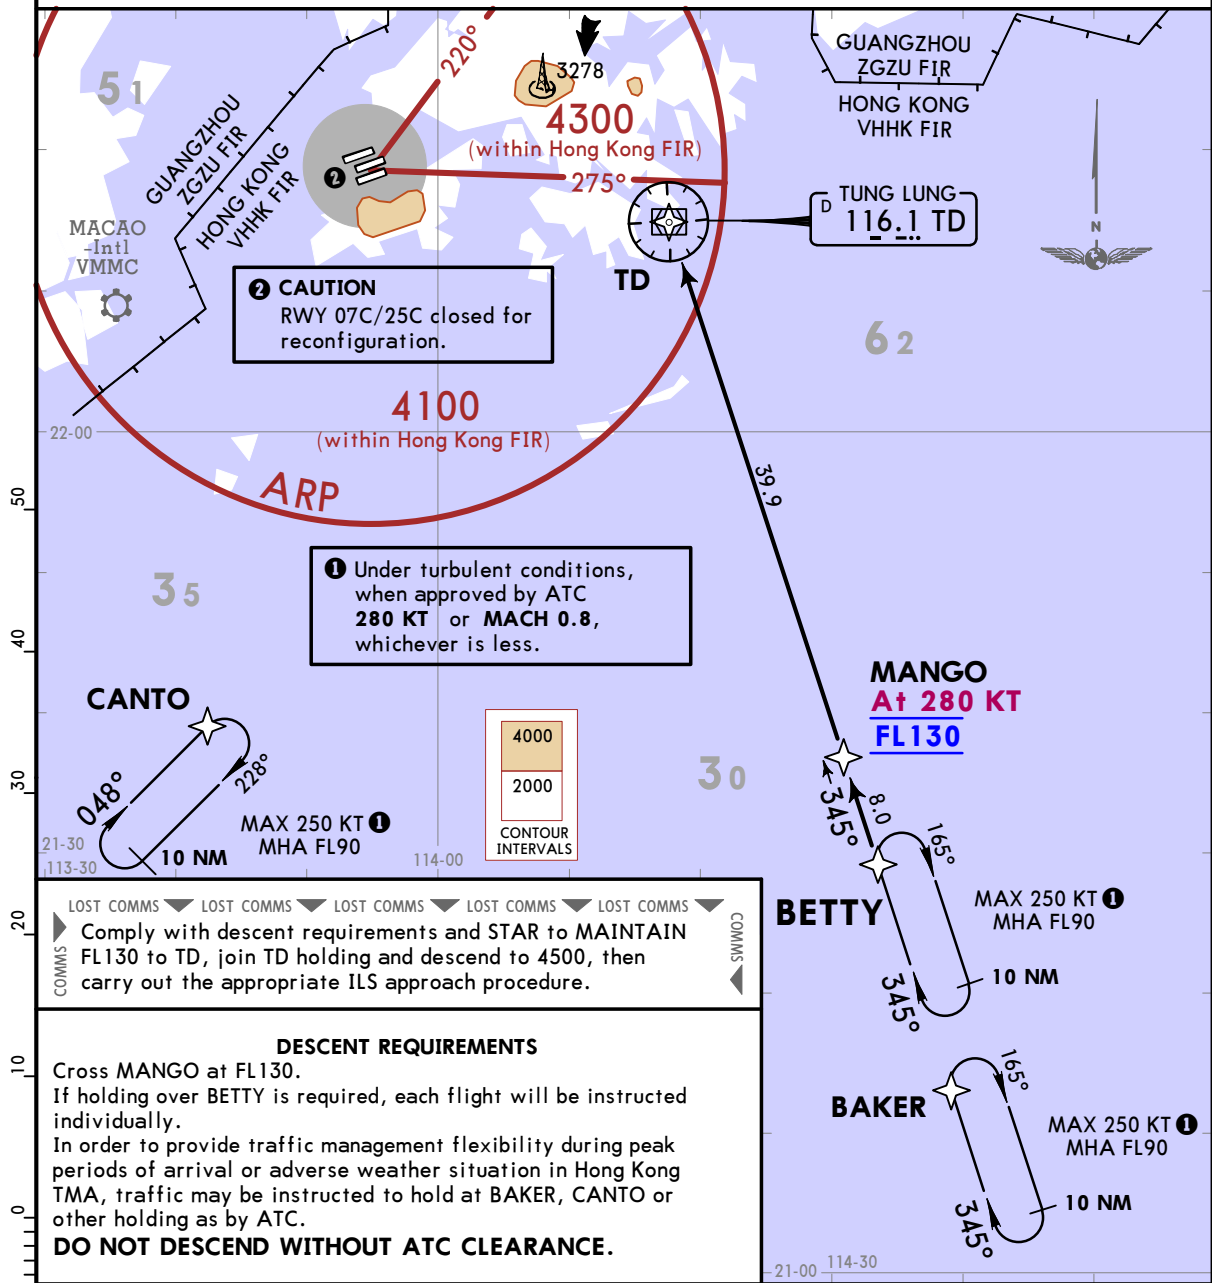 220°
3278
4300
(within Hong Kong FIR)
275°
GUANGZHOU
ZGZU FIR
HONG KONG
VHHK FIR
5 1
GUANGZHOU
ZGZU FIR
HONG KONG
VHHK FIR
2
MACAO
-Intl
VMMC
D TUNG LUNG
116.1 TD
N
TD
2 CAUTION
RWY 07C/25C closed for
reconfiguration.
6 2
4100
(within Hong Kong FIR)
22-00
ARP
39.9
50
1 Under turbulent conditions,
when approved by ATC
280 KT or MACH 0.8,
whichever is less.
3 5
40
MANGO
At 280 KT
FL130
CANTO
048°
228°
MAX 250 KT 1
MHA FL90
10 NM
4000
2000
CONTOUR
INTERVALS
3 0
30
21-30
113-30
114-00
345°
8.0
165°
BETTY
MAX 250 KT 1
MHA FL90
10 NM
345°
20
LOST COMMS LOST COMMS LOST COMMS LOST COMMS LOST COMMS
COMMS
COMMS
Comply with descent requirements and STAR to MAINTAIN
FL130 to TD, join TD holding and descend to 4500, then
carry out the appropriate ILS approach procedure.
10
DESCENT REQUIREMENTS
Cross MANGO at FL130.
If holding over BETTY is required, each flight will be instructed
individually.
In order to provide traffic management flexibility during peak
periods of arrival or adverse weather situation in Hong Kong
TMA, traffic may be instructed to hold at BAKER, CANTO or
other holding as by ATC.
DO NOT DESCEND WITHOUT ATC CLEARANCE.
0
165°
BAKER
MAX 250 KT 1
MHA FL90
10 NM
345°
21-00
114-30